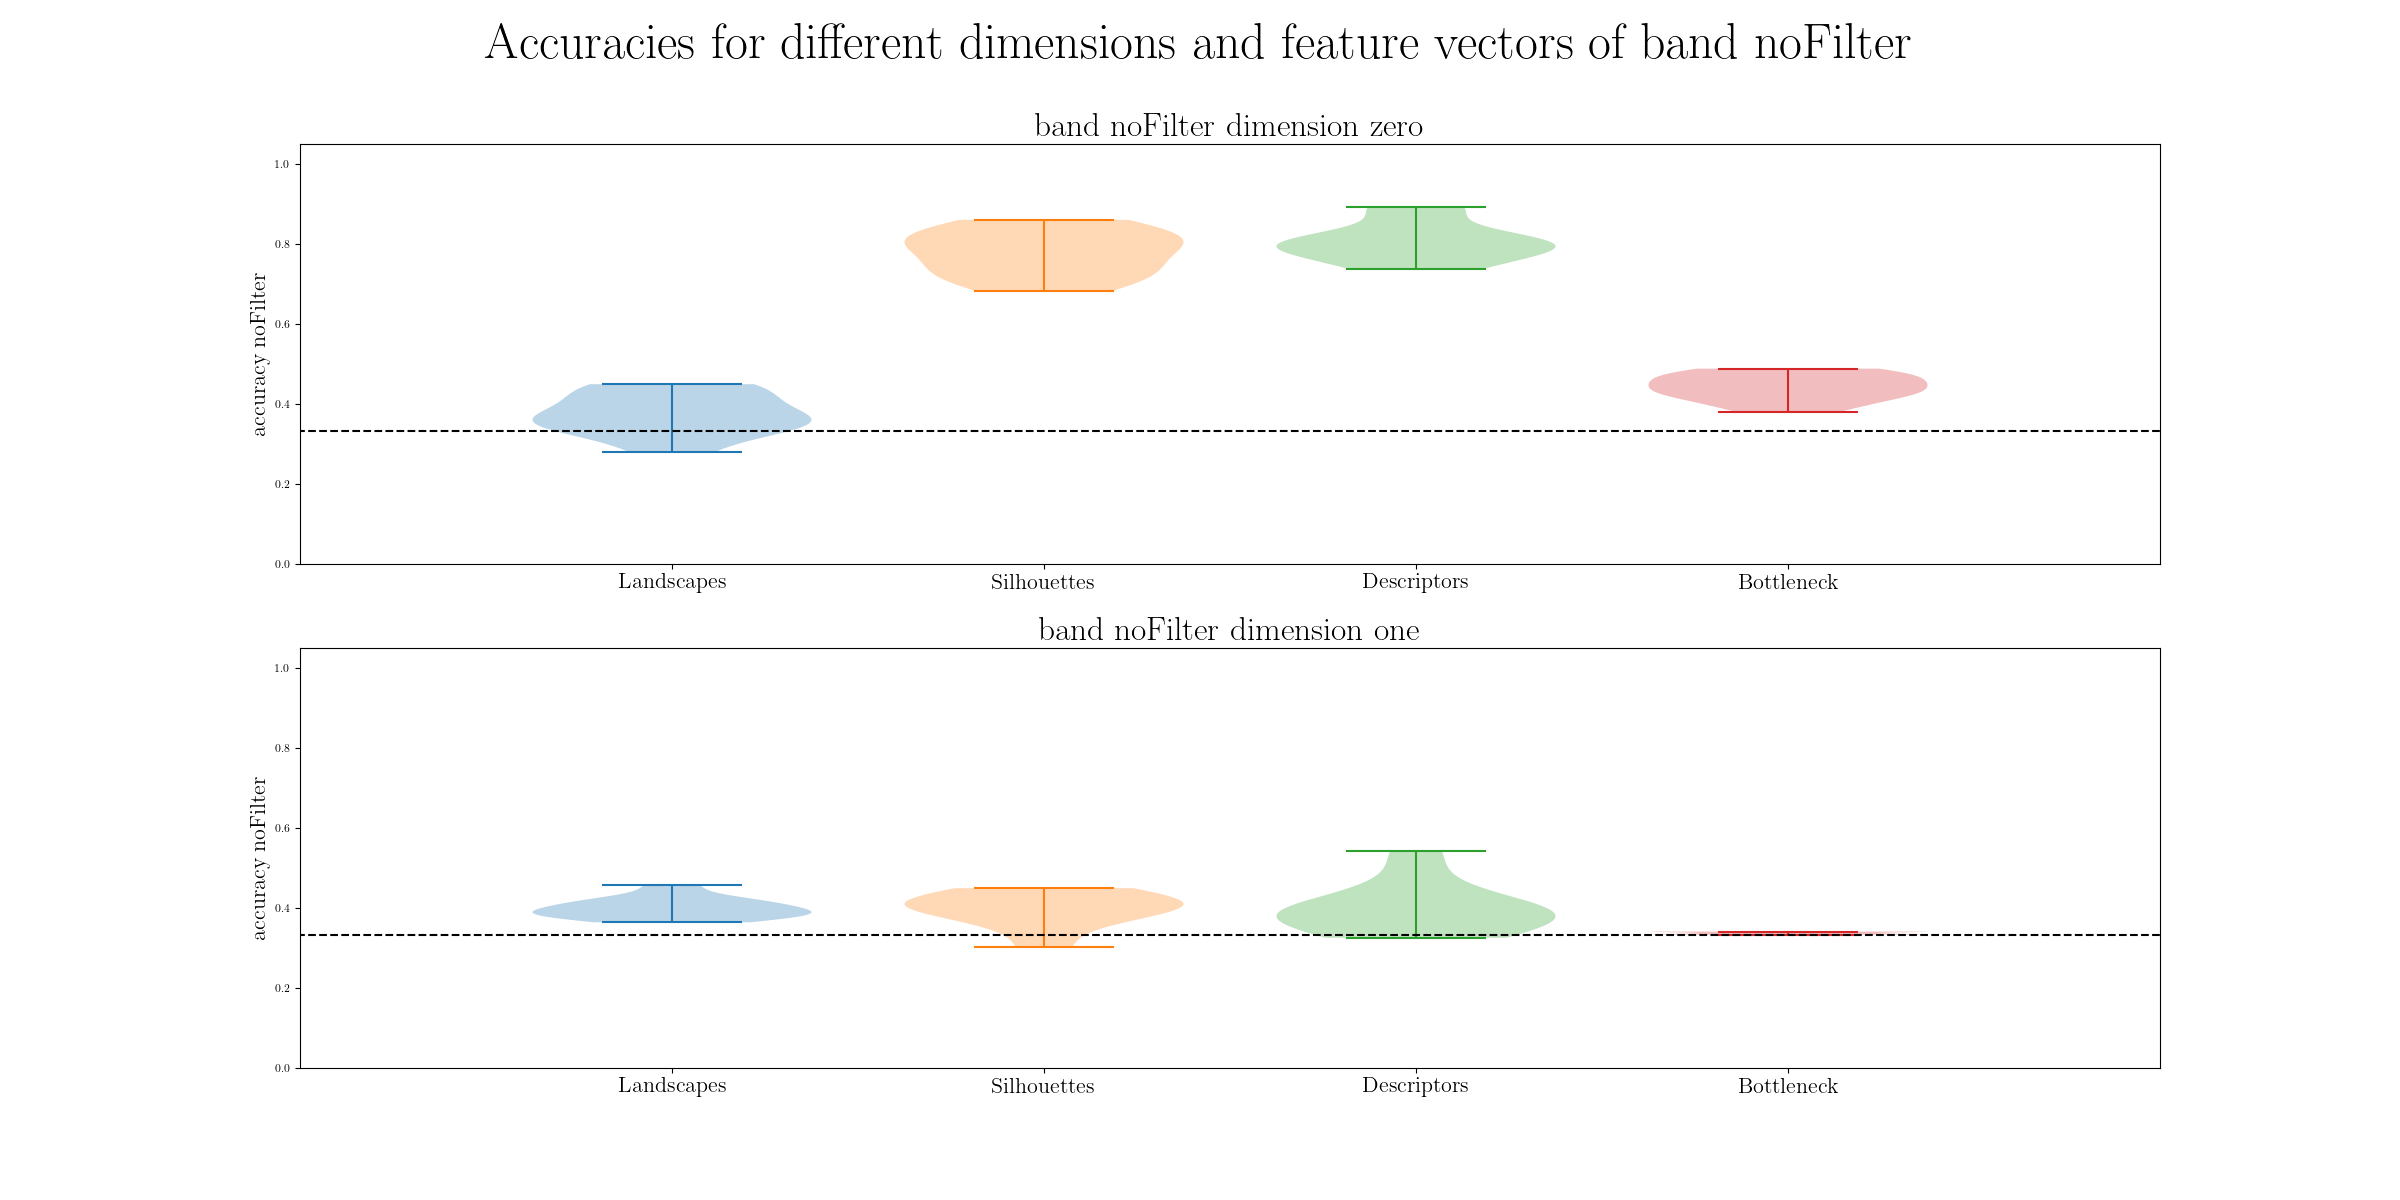 Accuracies for different dimensions and feature vectors of band noFilter
band noFilter dimension zero
accuracy noFilter
1.0
0.8
0.6
0.4
0.2
0.0
Landscapes Silhouettes Descriptors Bottleneck
band noFilter dimension one
accuracy noFilter
1.0
0.8
0.6
0.4
0.2
0.0
Landscapes Silhouettes Descriptors Bottleneck